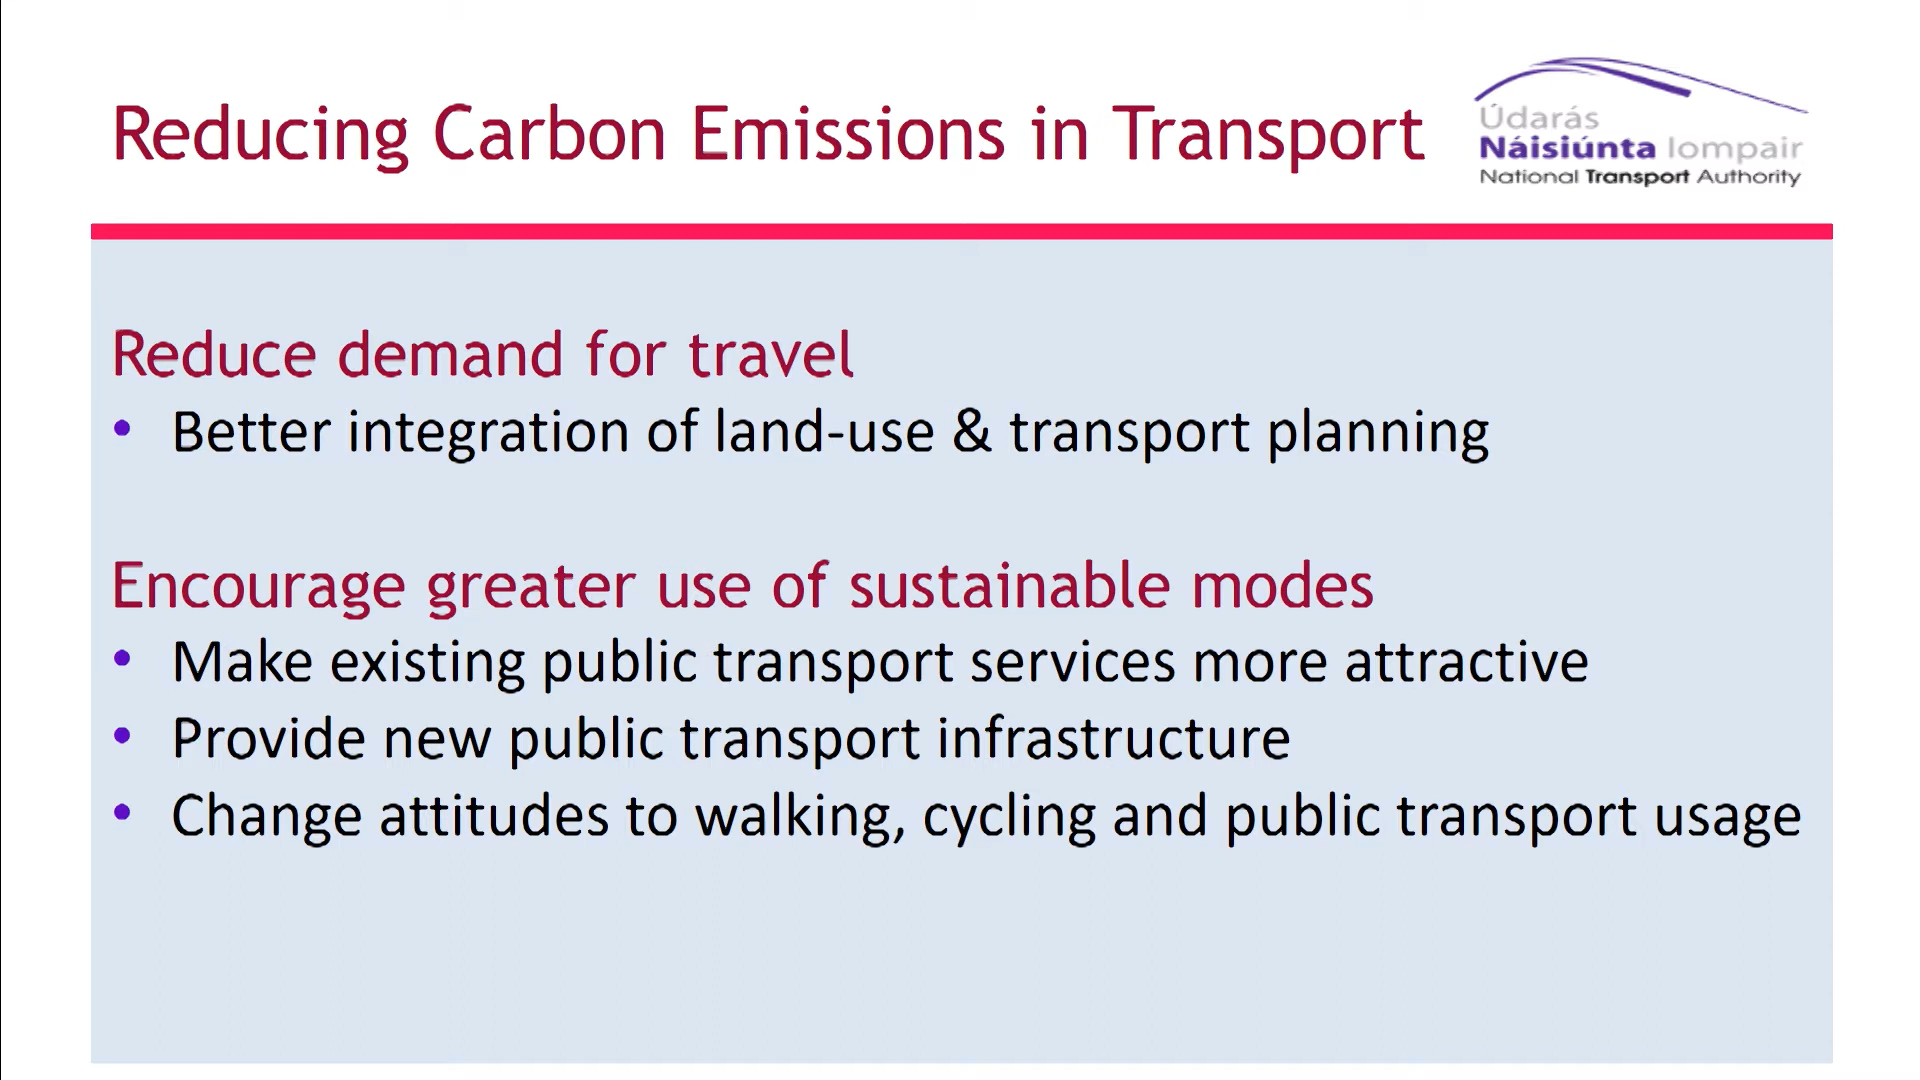 Reducing Carbon Emissions in Transport
Údarás
Náisiúnta Iompair
National Transport Authority
Reduce demand for travel
• Better integration of land-use & transport planning
Encourage greater use of sustainable modes
• Make existing public transport services more attractive
• Provide new public transport infrastructure
• Change attitudes to walking, cycling and public transport usage